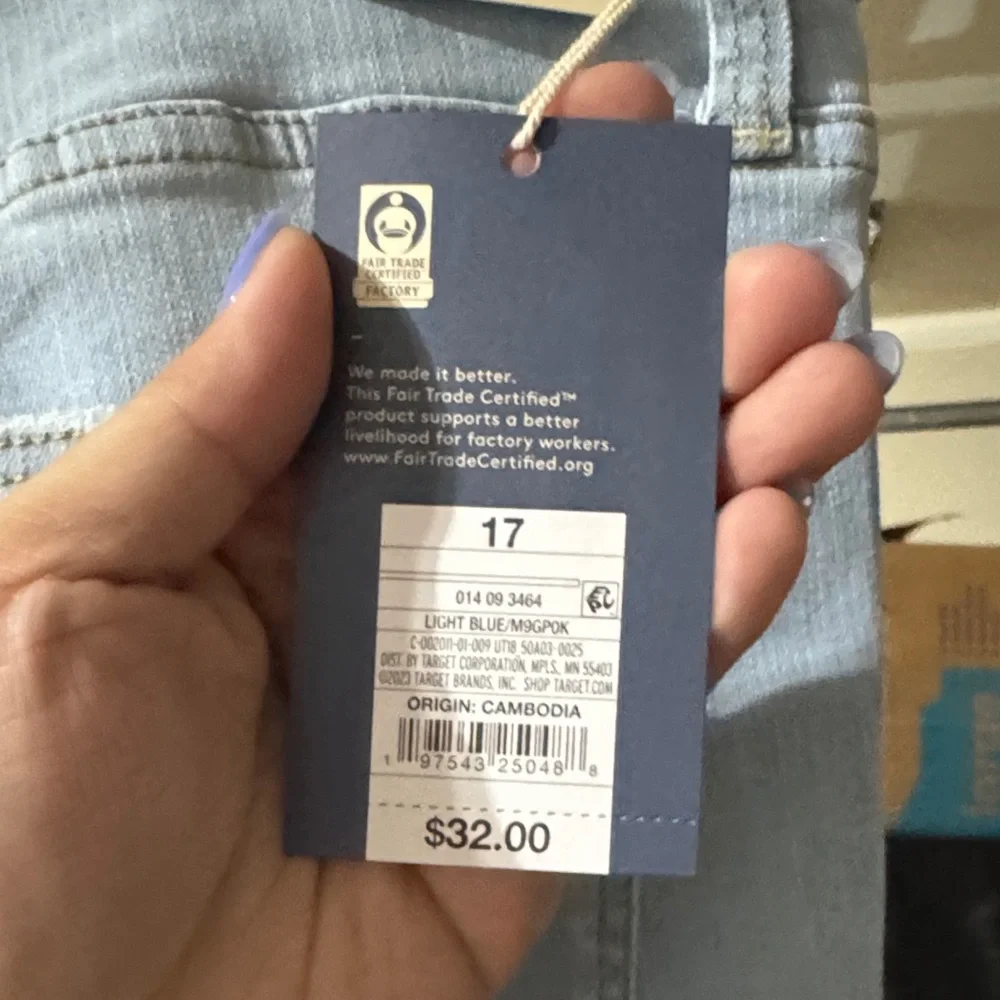 FAIR TRADE
CERTIFIED
FACTORY
We made it better.
This Fair Trade Certified™
product supports a better
livelihood for factory workers.
www.FairTradeCertified.org
17
014 09 3464
LIGHT BLUE/M9GP0K
C-002011-01-009 UT18 50A03-0025
DIST. BY TARGET CORPORATION, MPLS, MN 55403
©2023 TARGET BRANDS, INC. SHOP TARGET.COM
ORIGIN: CAMBODIA
1 97543 25048 8
$32.00